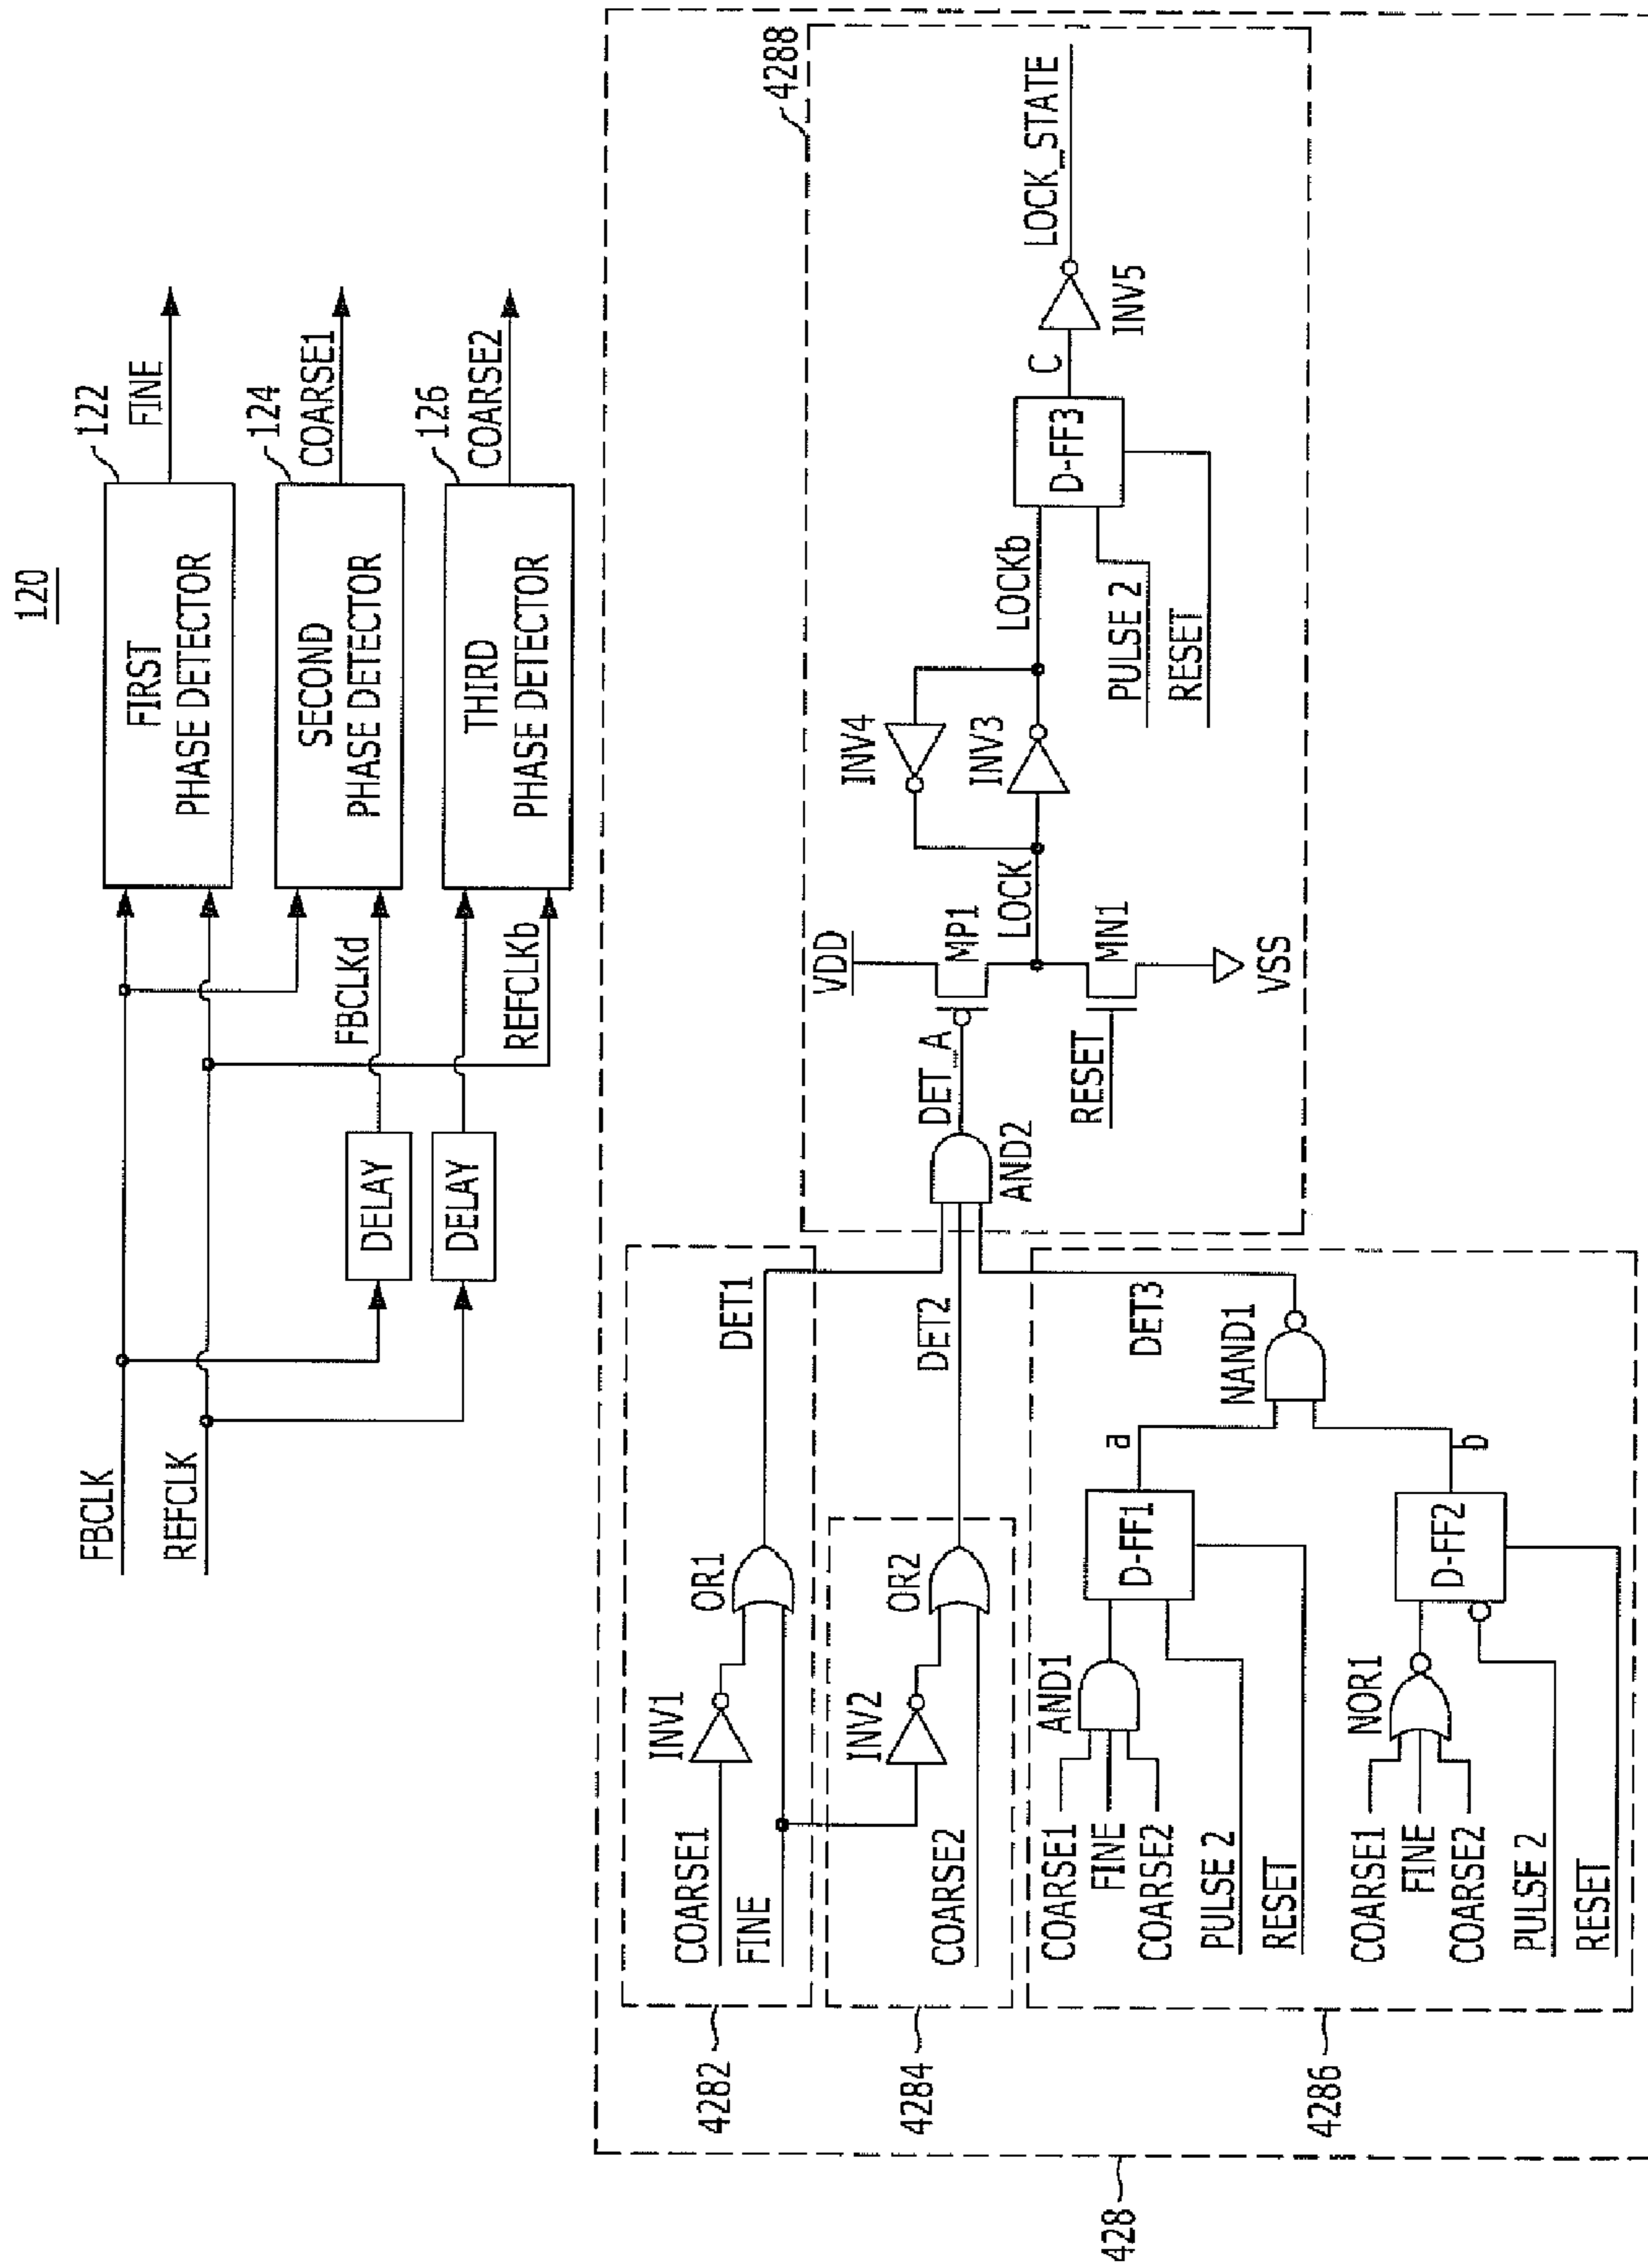 120
FBCLK
REFCLK
DELAY
DELAY
FBCLKd
REFCLKb
FIRST
PHASE DETECTOR
122
FINE
SECOND
PHASE DETECTOR
124
COARSE1
THIRD
PHASE DETECTOR
126
COARSE2
428
4282
COARSE1
FINE
INV1
OR1
DET1
4284
COARSE2
INV2
OR2
DET2
4286
COARSE1
FINE
COARSE2
AND1
PULSE 2
RESET
D-FF1
a
COARSE1
FINE
COARSE2
NOR1
PULSE 2
RESET
D-FF2
b
NAND1
DET3
4288
AND2
DET_A
VDD
MP1
RESET
MN1
VSS
LOCK
INV4
INV3
LOCKb
PULSE 2
RESET
D-FF3
C
INV5
LOCK_STATE